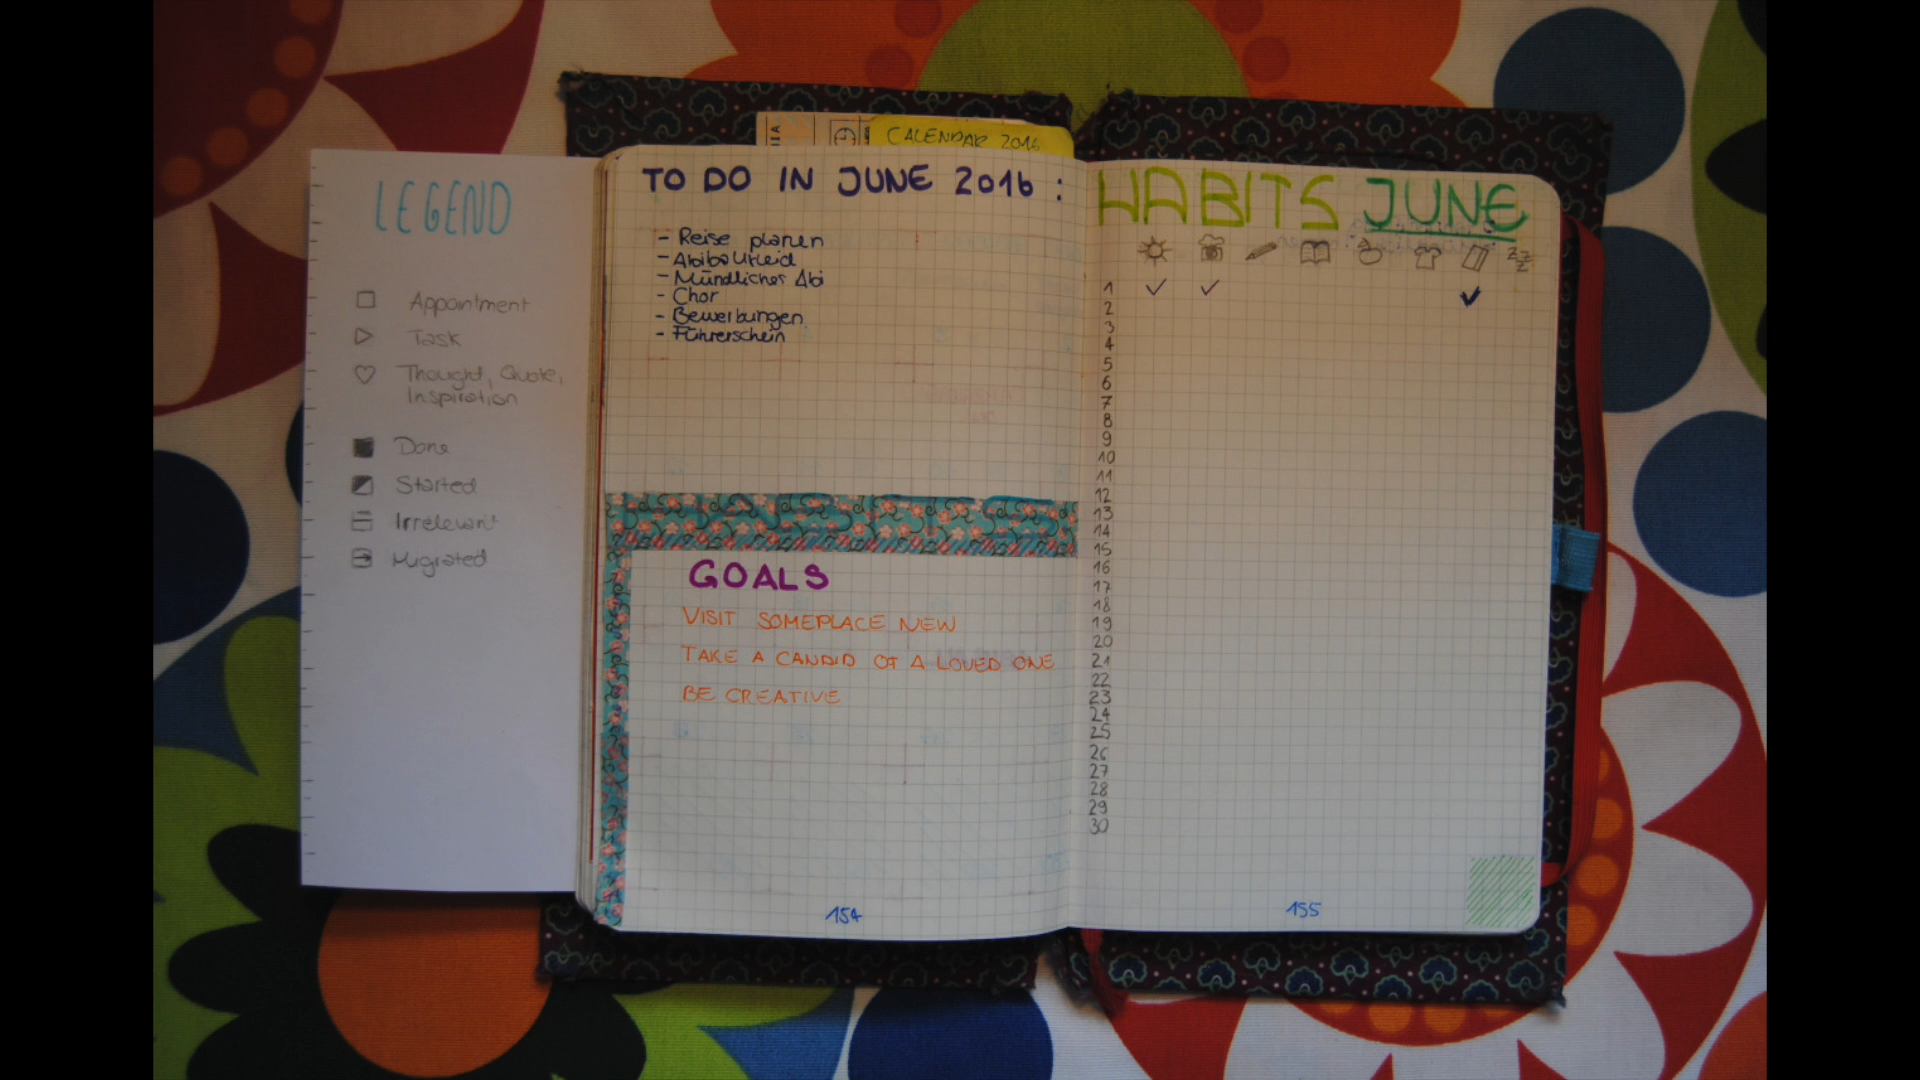 CALENDAR 2016
LEGEND
Appointment
Task
Thought, Quote,
Inspiration
Done
Started
Irrelevant
Migrated
TO DO IN JUNE 2016 :
- Reise planen
- Abiballkleid
- Mündliches Abi
- Chor
- Bewerbungen
- Führerschein
GOALS
VISIT SOMEPLACE NEW
TAKE A CANDID OF A LOVED ONE
BE CREATIVE
154
HABITS JUNE
zzz
1
2
3
4
5
6
7
8
9
10
11
12
13
14
15
16
17
18
19
20
21
22
23
24
25
26
27
28
29
30
155